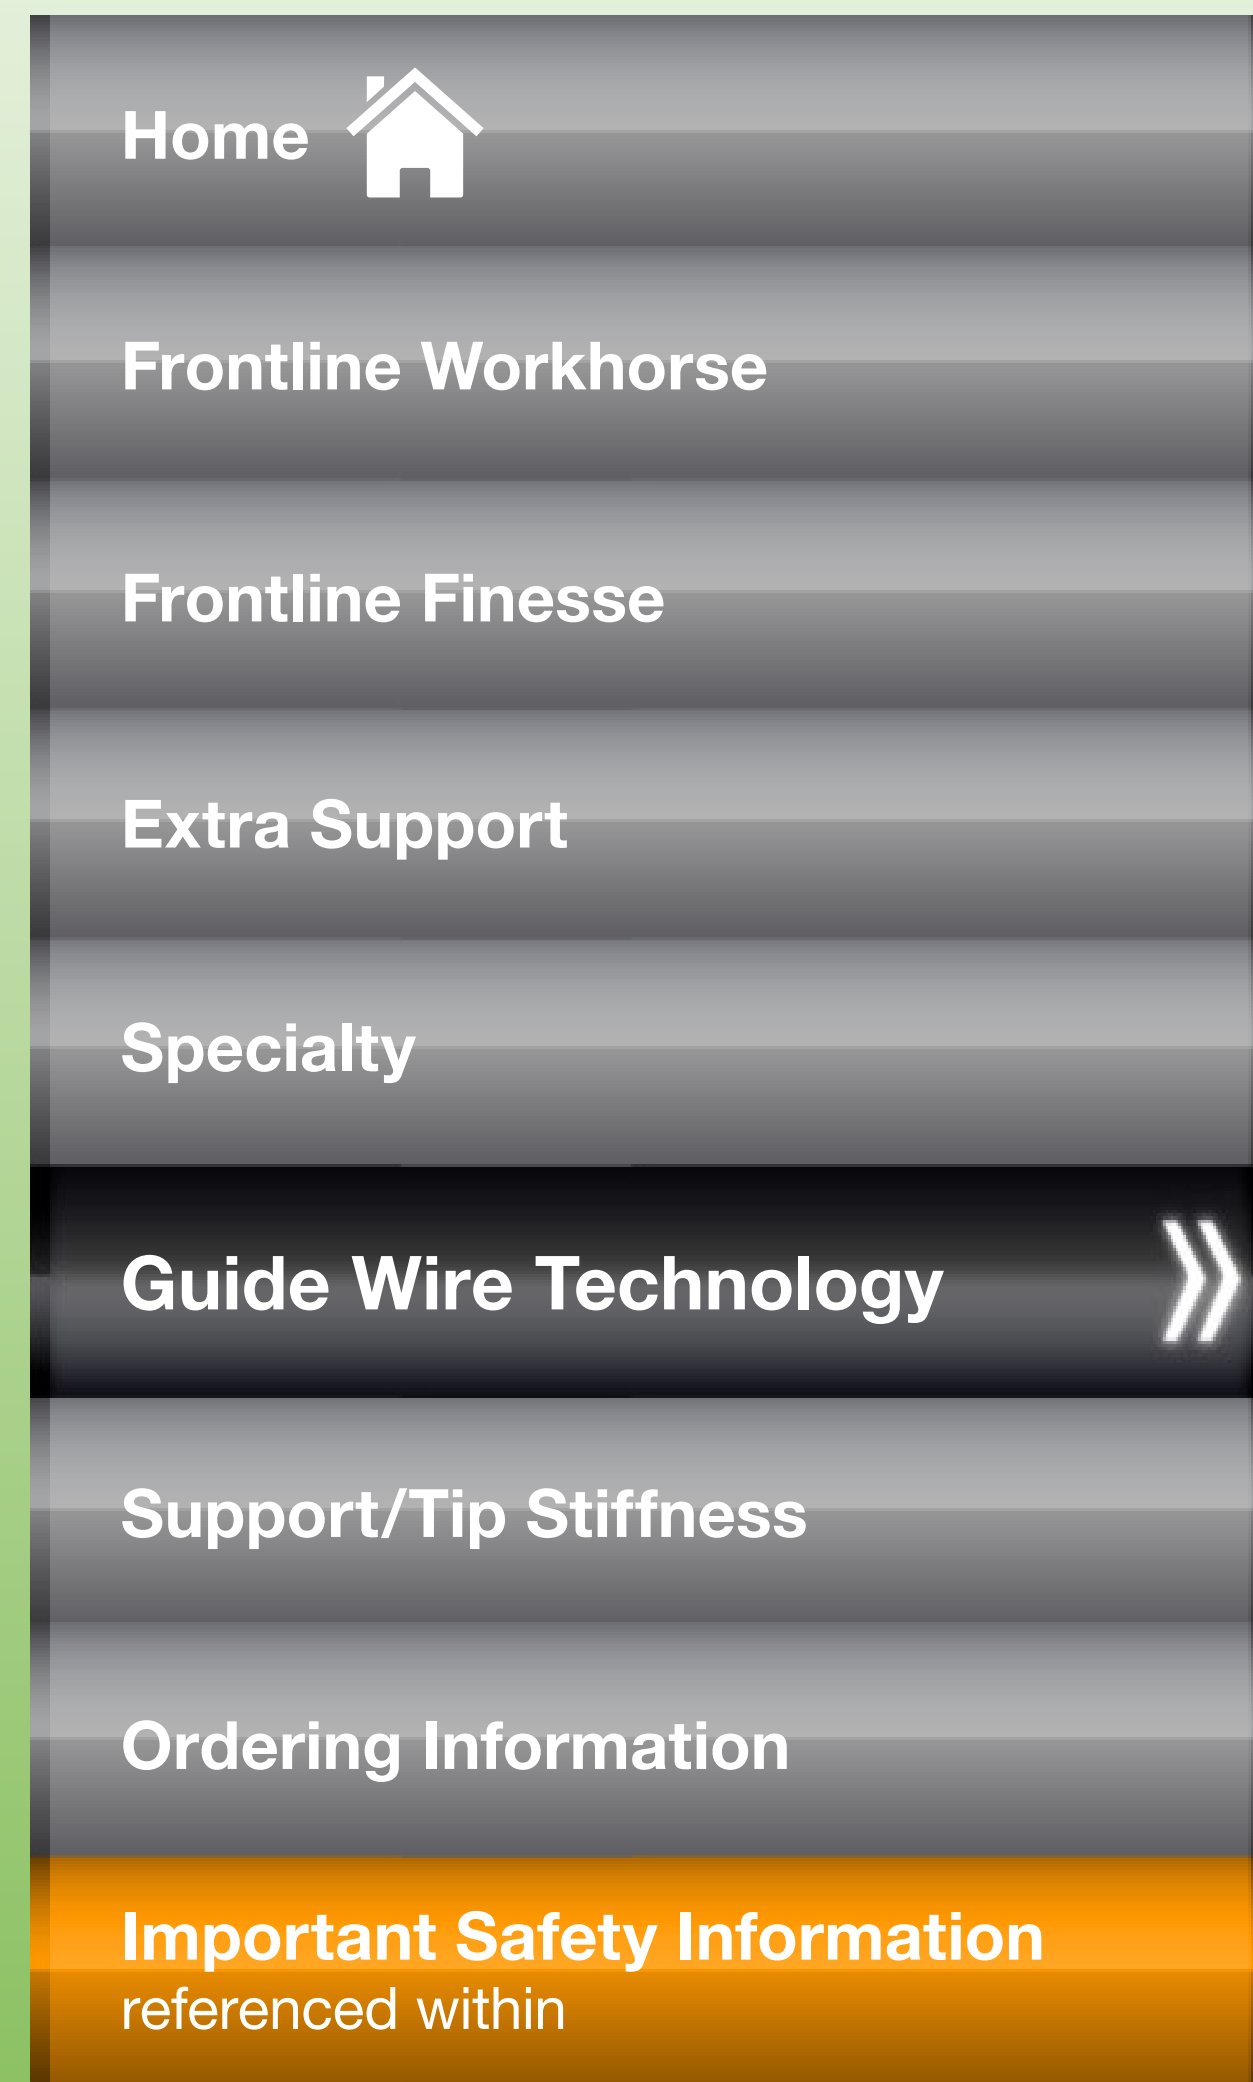 Home
Frontline Workhorse
Frontline Finesse
Extra Support
Specialty
Guide Wire Technology
Support/Tip Stiffness
Ordering Information
Important Safety Information
referenced within